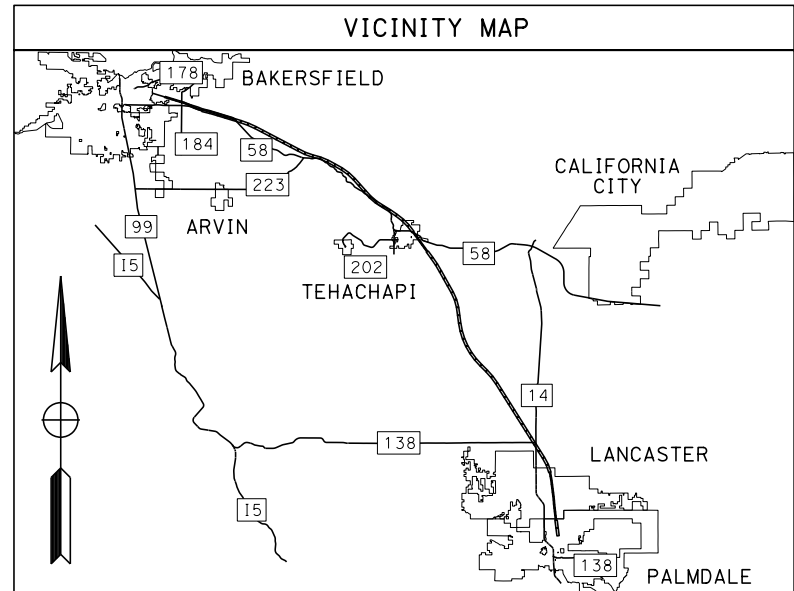 VICINITY MAP
178
BAKERSFIELD
184
58
CALIFORNIA
CITY
223
ARVIN
99
58
I5
202
TEHACHAPI
14
138
LANCASTER
I5
138
PALMDALE